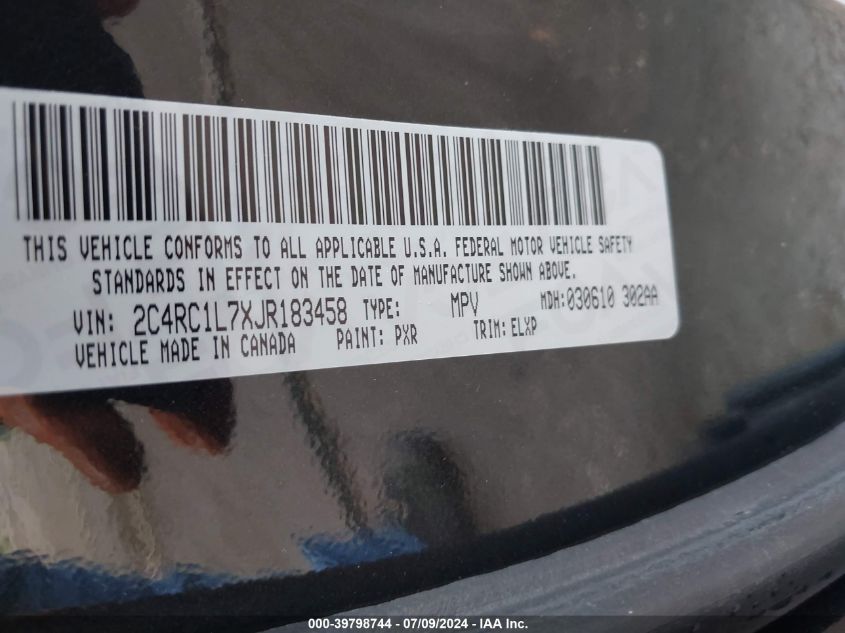 THIS VEHICLE CONFORMS TO ALL APPLICABLE U.S.A. FEDERAL MOTOR VEHICLE SAFETY
STANDARDS IN EFFECT ON THE DATE OF MANUFACTURE SHOWN ABOVE.
VIN: 2C4RC1L7XJR183458 TYPE: MPV MDH:030610 302AA
VEHICLE MADE IN CANADA PAINT: PXR TRIM: ELXP
000-39798744 / 07/09/2024 - IAA Inc.